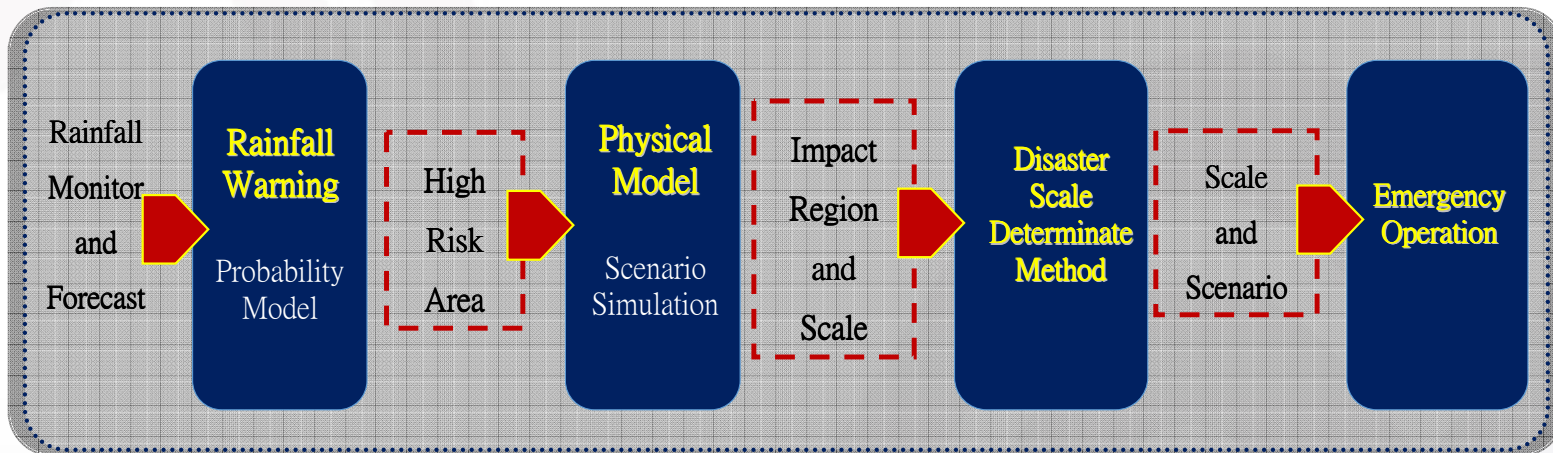 Rainfall
Monitor
and
Forecast
Rainfall
Warning
Probability
Model
High
Risk
Area
Physical
Model
Scenario
Simulation
Impact
Region
and
Scale
Disaster
Scale
Determinate
Method
Scale
and
Scenario
Emergency
Operation